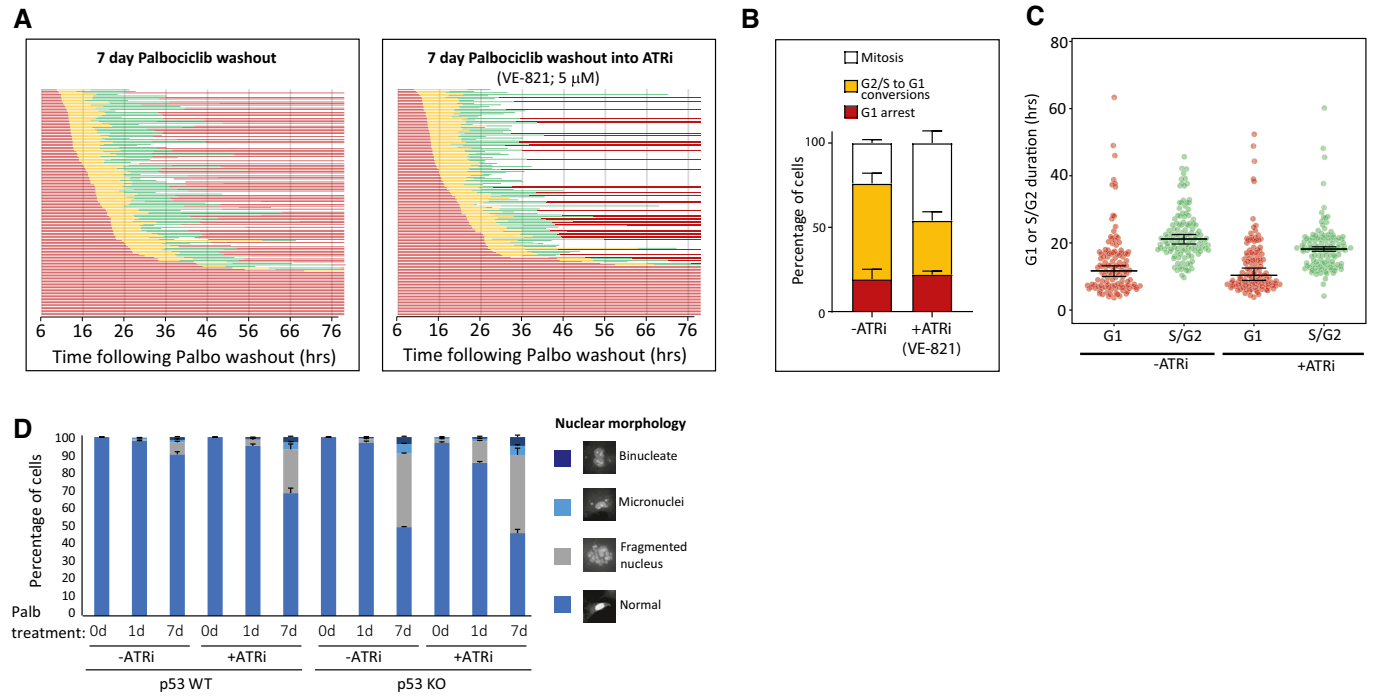 A
7 day Palbociclib washout
6 16 26 36 46 56 66 76
Time following Palbo washout (hrs)
7 day Palbociclib washout into ATRi
(VE-821; 5 μM)
6 16 26 36 46 56 66 76
Time following Palbo washout (hrs)
B
Mitosis
G2/S to G1
conversions
G1 arrest
Percentage of cells
100
50
0
-ATRi
+ATRi
(VE-821)
C
G1 or S/G2 duration (hrs)
80
60
40
20
0
G1 S/G2 G1 S/G2
-ATRi +ATRi
D
Percentage of cells
100
90
80
70
60
50
40
30
20
10
0
Palb
treatment: 0d 1d 7d 0d 1d 7d 0d 1d 7d 0d 1d 7d
-ATRi +ATRi -ATRi +ATRi
p53 WT p53 KO
Nuclear morphology
Binucleate
Micronuclei
Fragmented
nucleus
Normal